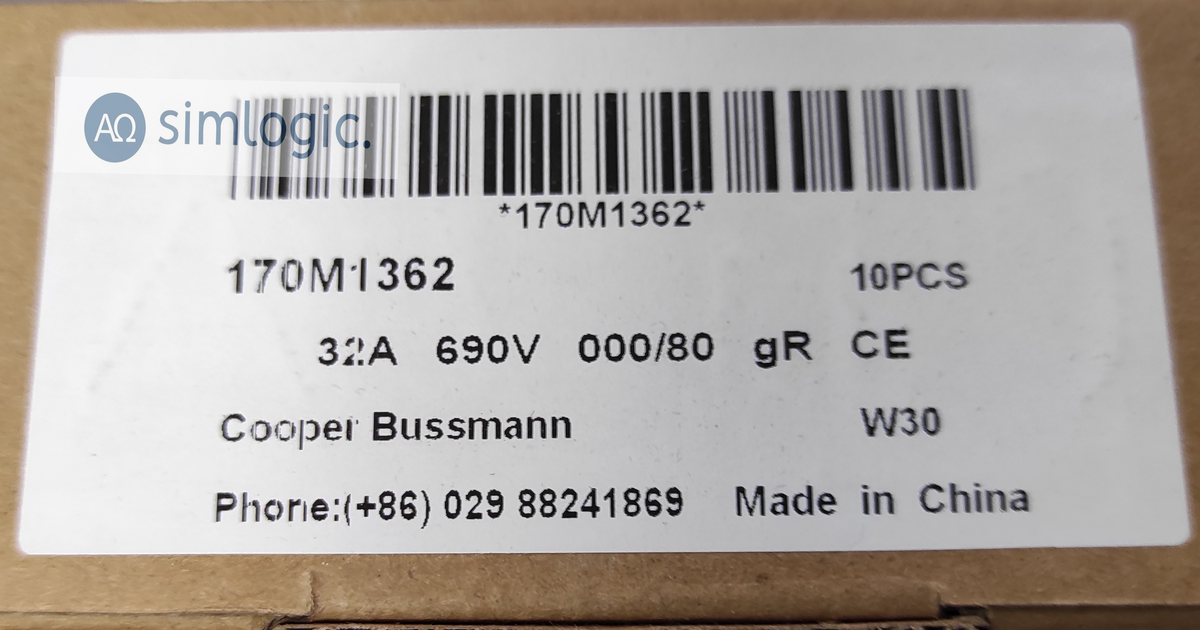 ΑΩ simlogic.
*170M1362*
170M1362 10PCS
32A 690V 000/80 gR CE
Cooper Bussmann W30
Phone:(+86) 029 88241869 Made in China